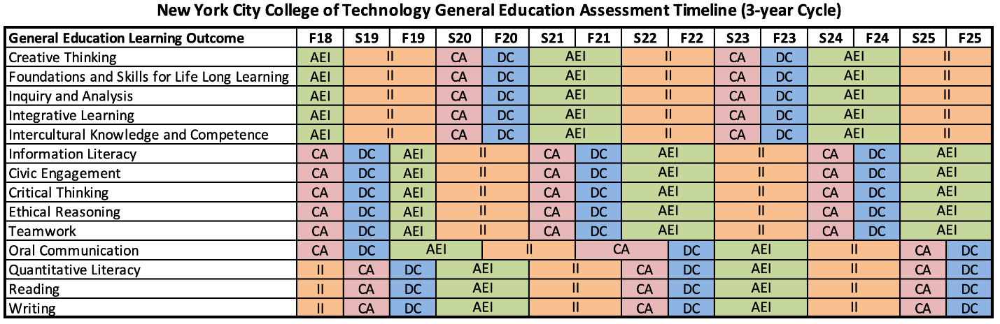 New York City College of Technology General Education Assessment Timeline (3-year Cycle)
General Education Learning Outcome F18 S19 F19 S20 F20 S21 F21 S22 F22 S23 F23 S24 F24 S25 F25
Creative Thinking AEI II CA DC AEI II CA DC AEI II
Foundations and Skills for Life Long Learning AEI II CA DC AEI II CA DC AEI II
Inquiry and Analysis AEI II CA DC AEI II CA DC AEI II
Integrative Learning AEI II CA DC AEI II CA DC AEI II
Intercultural Knowledge and Competence AEI II CA DC AEI II CA DC AEI II
Information Literacy CA DC AEI II CA DC AEI II CA DC AEI
Civic Engagement CA DC AEI II CA DC AEI II CA DC AEI
Critical Thinking CA DC AEI II CA DC AEI II CA DC AEI
Ethical Reasoning CA DC AEI II CA DC AEI II CA DC AEI
Teamwork CA DC AEI II CA DC AEI II CA DC AEI
Oral Communication CA DC AEI II CA DC AEI II CA DC
Quantitative Literacy II CA DC AEI II CA DC AEI II CA DC
Reading II CA DC AEI II CA DC AEI II CA DC
Writing II CA DC AEI II CA DC AEI II CA DC